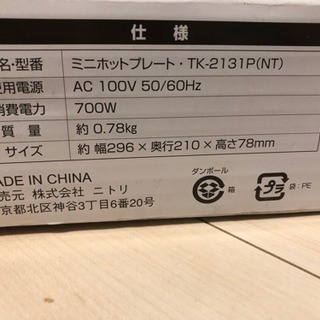 仕 様
名・型番 ミニホットプレート・TK-2131P(NT)
使用電源 AC 100V 50/60Hz
消費電力 700W
質量 約 0.78kg
サイズ 約 幅296×奥行210×高さ78mm
MADE IN CHINA
売元 株式会社 ニトリ
京都北区神谷3丁目6番20号
ダンボール
箱
プラ
袋:PE